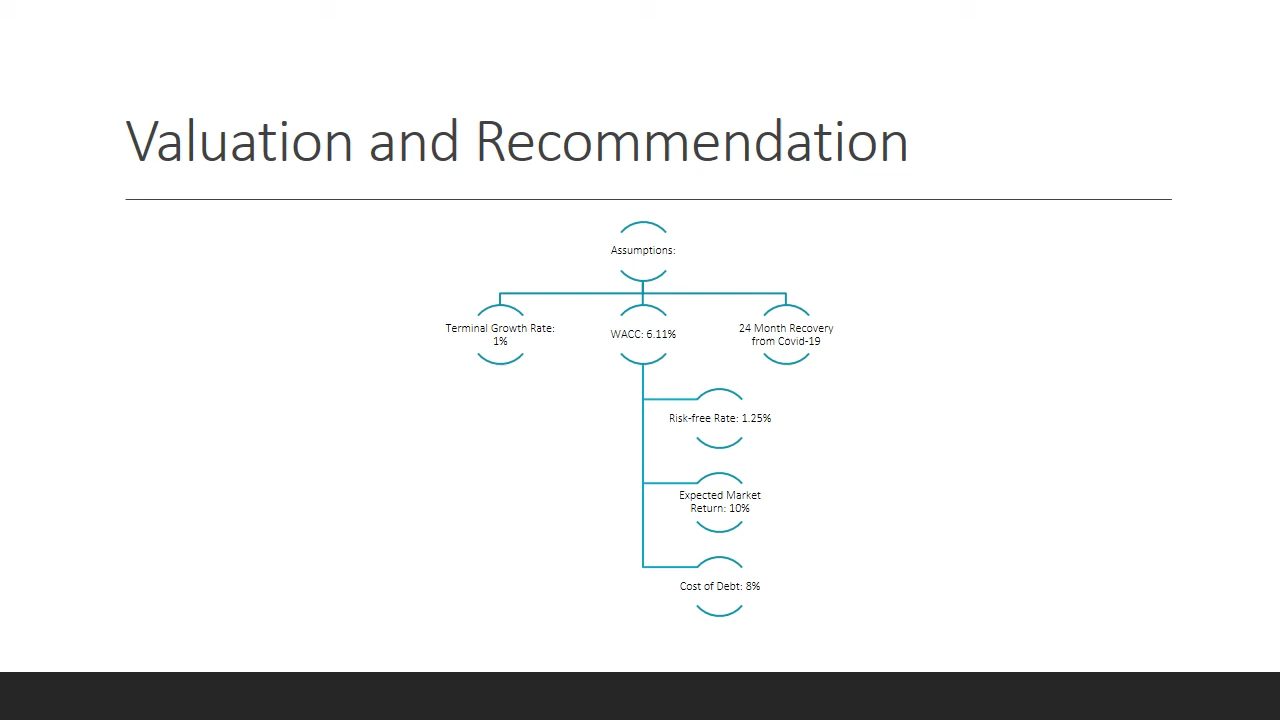 Valuation and Recommendation
Assumptions:
Terminal Growth Rate:
1%
WACC: 6.11%
24 Month Recovery
from Covid-19
Risk-free Rate: 1.25%
Expected Market
Return: 10%
Cost of Debt: 8%